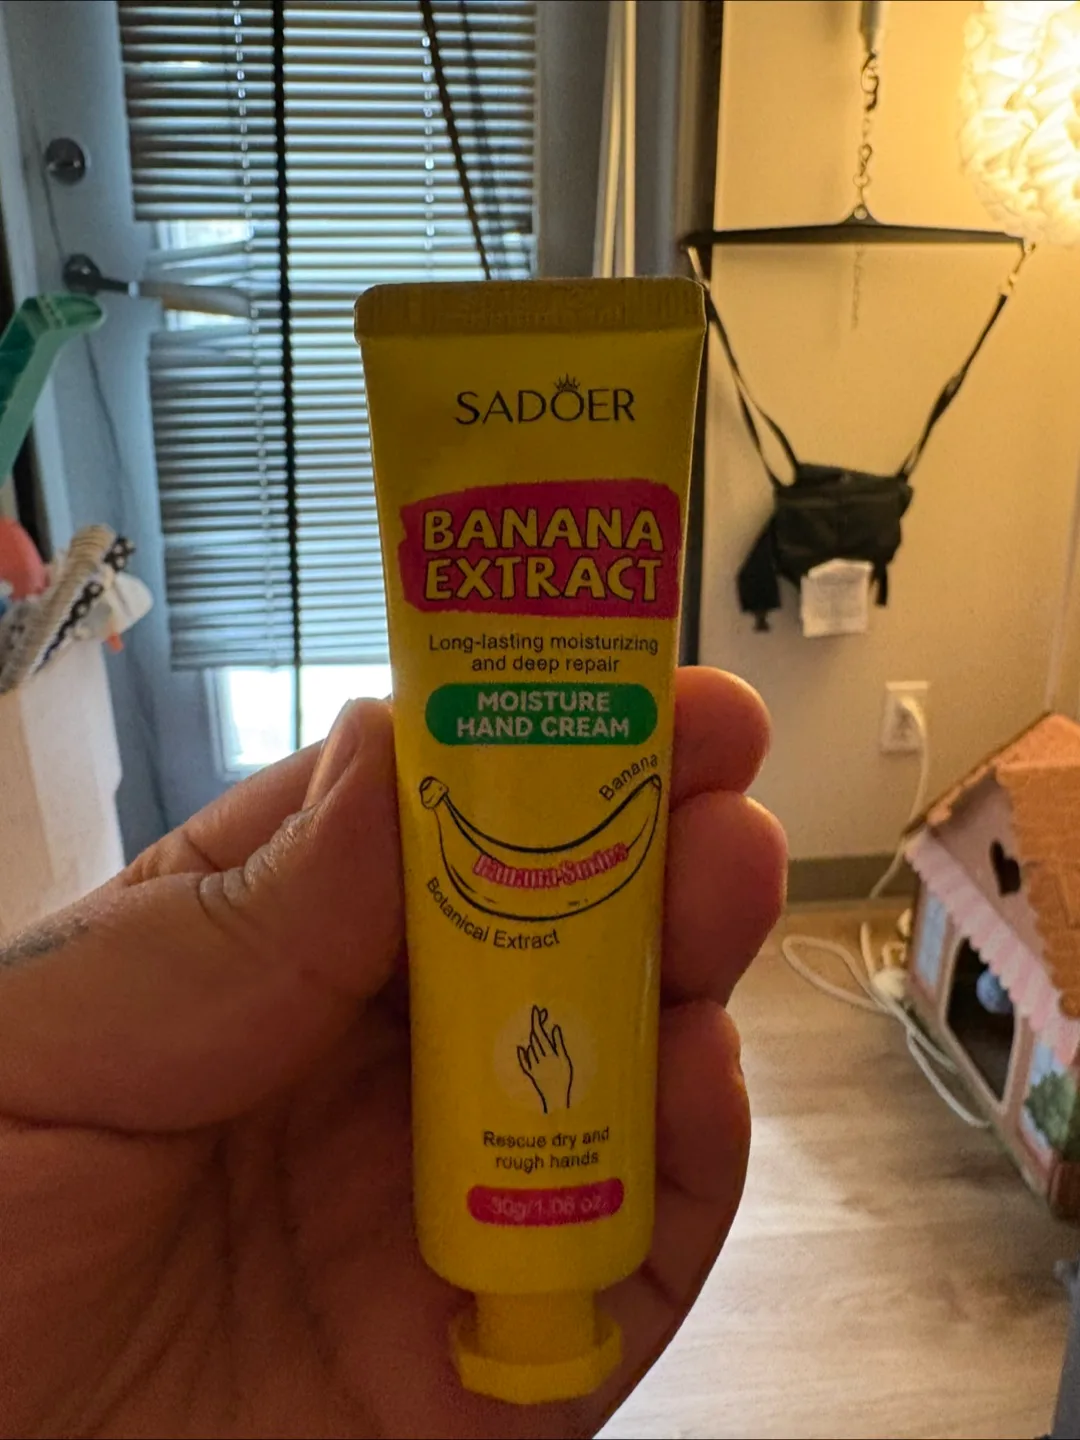 SADOER
BANANA
EXTRACT
Long-lasting moisturizing
and deep repair
MOISTURE
HAND CREAM
Banana
Botanical Extract
Rescue dry and
rough hands
30g/1.06 oz.